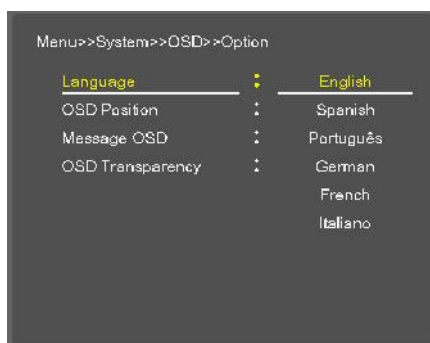 Menu>>System>>OSD>>Option
Language : English
OSD Position : Spanish
Message OSD : Português
OSD Transparency : German
French
Italiano